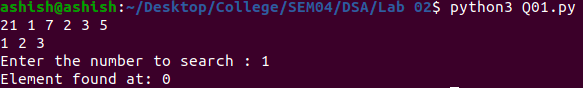 ashish@ashish:~/Desktop/College/SEM04/DSA/Lab 02$ python3 Q01.py
21 1 7 2 3 5
1 2 3
Enter the number to search : 1
Element found at: 0